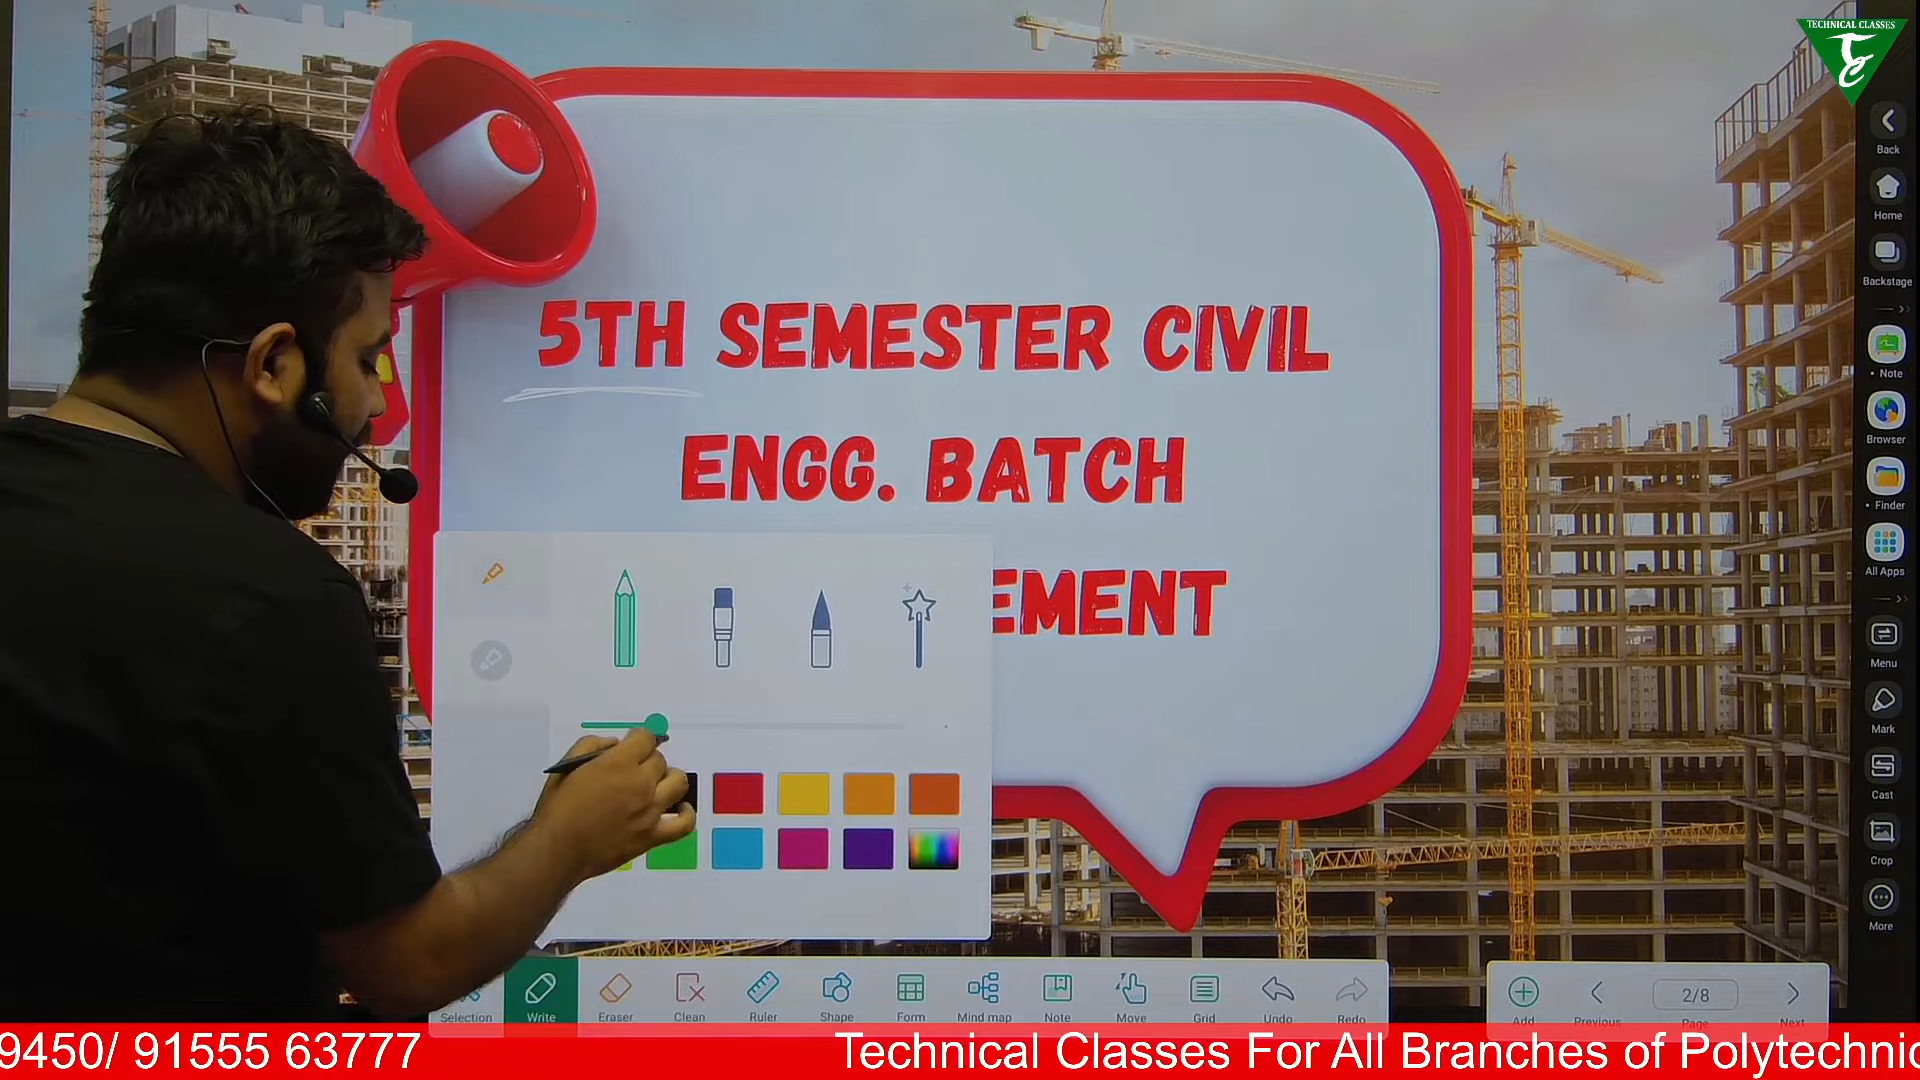 TECHNICAL CLASSES
TC
Back
Home
Backstage
5TH SEMESTER CIVIL
Note
ENGG. BATCH
Browser
Finder
EMENT
All Apps
Menu
Mark
Cast
Crop
More
Selection
Write
Eraser
Clean
Ruler
Shape
Form
Mind map
Note
Move
Grid
Undo
Redo
Add
Previous
2/8
Page
Next
9450/ 91555 63777
Technical Classes For All Branches of Polytechnic